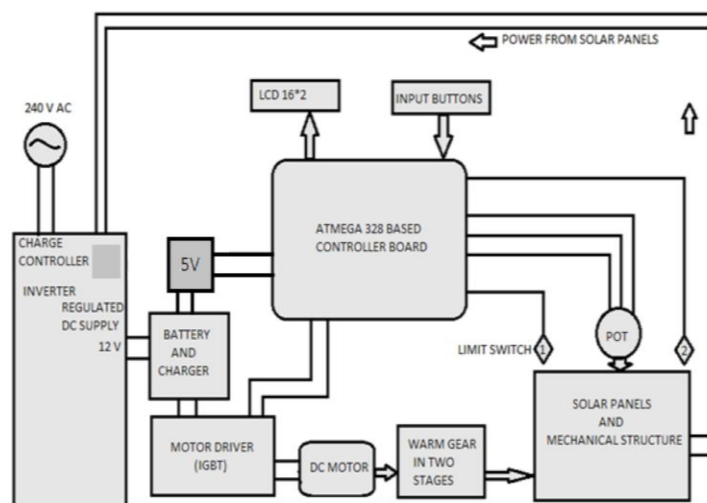 POWER FROM SOLAR PANELS
LCD 16*2
INPUT BUTTONS
240 V AC
ATMEGA 328 BASED
CONTROLLER BOARD
CHARGE
CONTROLLER
5V
INVERTER
REGULATED
DC SUPPLY
12 V
BATTERY
AND
CHARGER
LIMIT SWITCH
1
POT
2
SOLAR PANELS
AND
MECHANICAL STRUCTURE
MOTOR DRIVER
(IGBT)
DC MOTOR
WARM GEAR
IN TWO
STAGES